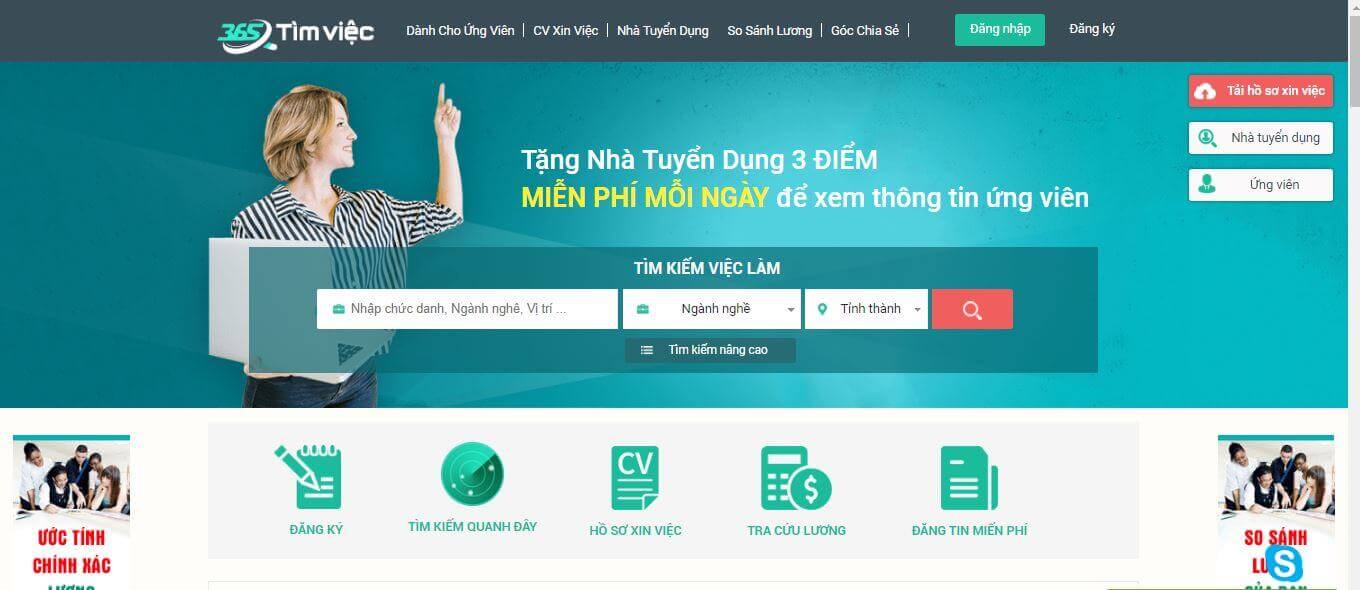 365 Tìm việc
Dành Cho Ứng Viên
CV Xin Việc
Nhà Tuyển Dụng
So Sánh Lương
Góc Chia Sẻ
Đăng nhập
Đăng ký
Tải hồ sơ xin việc
Nhà tuyển dụng
Ứng viên
Tặng Nhà Tuyển Dụng 3 ĐIỂM
MIỄN PHÍ MỖI NGÀY để xem thông tin ứng viên
TÌM KIẾM VIỆC LÀM
Nhập chức danh, Ngành nghê, Vị trí ...
Ngành nghề
Tỉnh thành
Tìm kiếm nâng cao
CV
$
ĐĂNG KÝ
TÌM KIẾM QUANH ĐÂY
HỒ SƠ XIN VIỆC
TRA CỨU LƯƠNG
ĐĂNG TIN MIẾN PHÍ
ƯỚC TÍNH
CHÍNH XÁC
LƯƠNG
SO SÁNH
S
CỦA BẠN